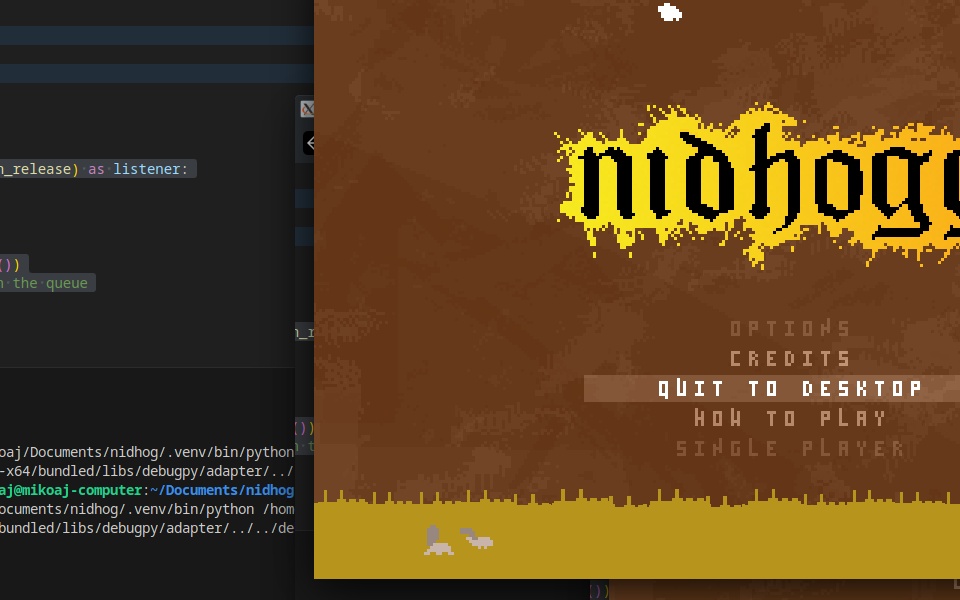 n_release) as listener:
())
n the queue
oaj/Documents/nidhog/.venv/bin/python
-x64/bundled/libs/debugpy/adapter/../
aj@mikoaj-computer:~/Documents/nidhog
ocuments/nidhog/.venv/bin/python /hom
bundled/libs/debugpy/adapter/../../de
n_r
())
n t
nidhogg
OPTIONS
CREDITS
QUIT TO DESKTOP
HOW TO PLAY
SINGLE PLAYER
())